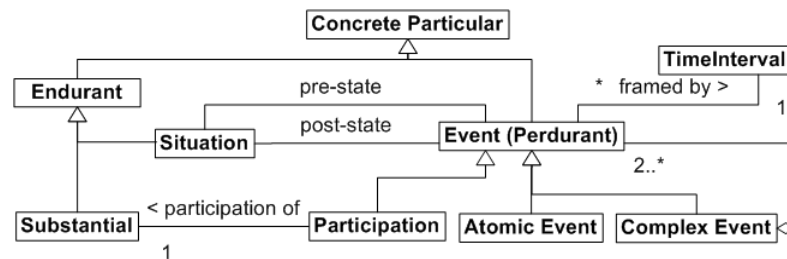 Concrete Particular
TimeInterval
Endurant
pre-state
* framed by >
1
Situation
post-state
Event (Perdurant)
2..*
Substantial
< participation of
Participation
Atomic Event
Complex Event
1